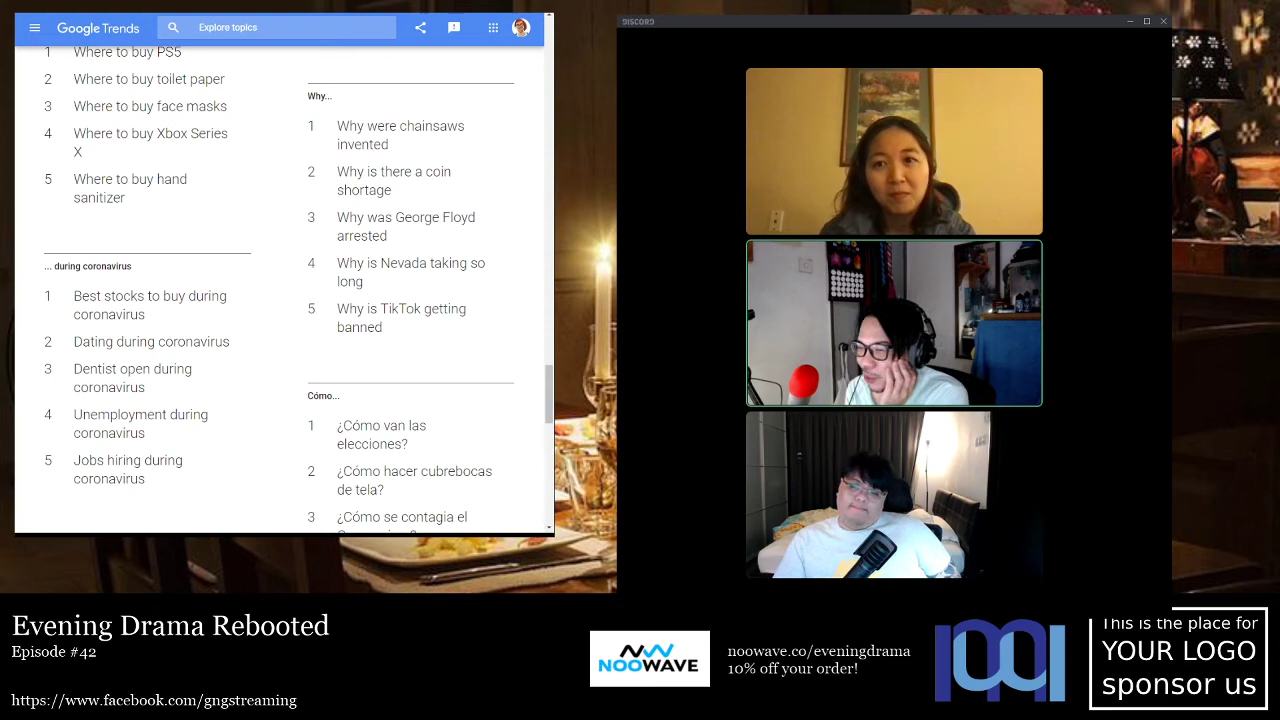 Google Trends
Explore topics
1 Where to buy PS5
2 Where to buy toilet paper
3 Where to buy face masks
4 Where to buy Xbox Series
X
5 Where to buy hand
sanitizer
... during coronavirus
1 Best stocks to buy during
coronavirus
2 Dating during coronavirus
3 Dentist open during
coronavirus
4 Unemployment during
coronavirus
5 Jobs hiring during
coronavirus
Why...
1 Why were chainsaws
invented
2 Why is there a coin
shortage
3 Why was George Floyd
arrested
4 Why is Nevada taking so
long
5 Why is TikTok getting
banned
Cómo...
1 ¿Cómo van las
elecciones?
2 ¿Cómo hacer cubrebocas
de tela?
3 ¿Cómo se contagia el
DISCORD
Evening Drama Rebooted
Episode #42
https://www.facebook.com/gngstreaming
NOOWAVE
noowave.co/eveningdrama
10% off your order!
This is the place for
YOUR LOGO
sponsor us